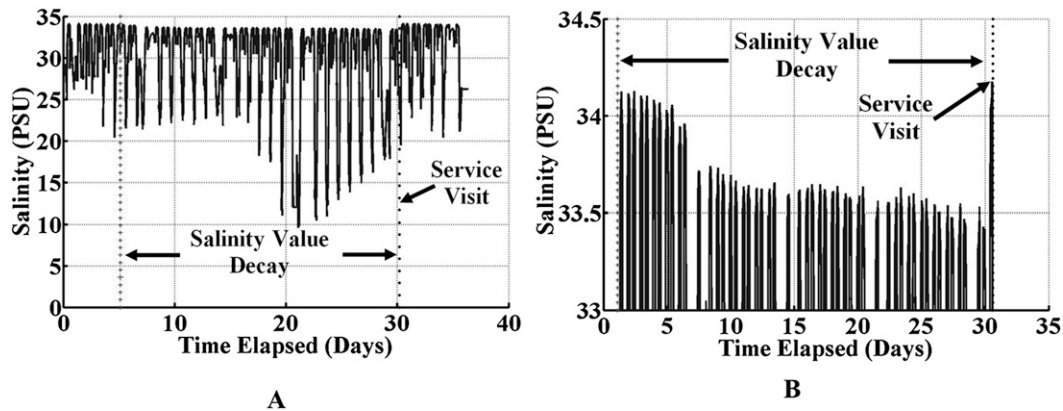 35
30
25
20
15
10
5
0
Salinity (PSU)
Salinity Value
Decay
Service
Visit
0 10 20 30 40
Time Elapsed (Days)
A
34.5
34
33.5
33
Salinity (PSU)
Salinity Value
Decay
Service
Visit
0 5 10 15 20 25 30 35
Time Elapsed (Days)
B